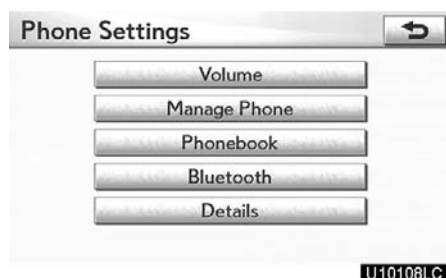 Phone Settings
Volume
Manage Phone
Phonebook
Bluetooth
Details
U10108LC